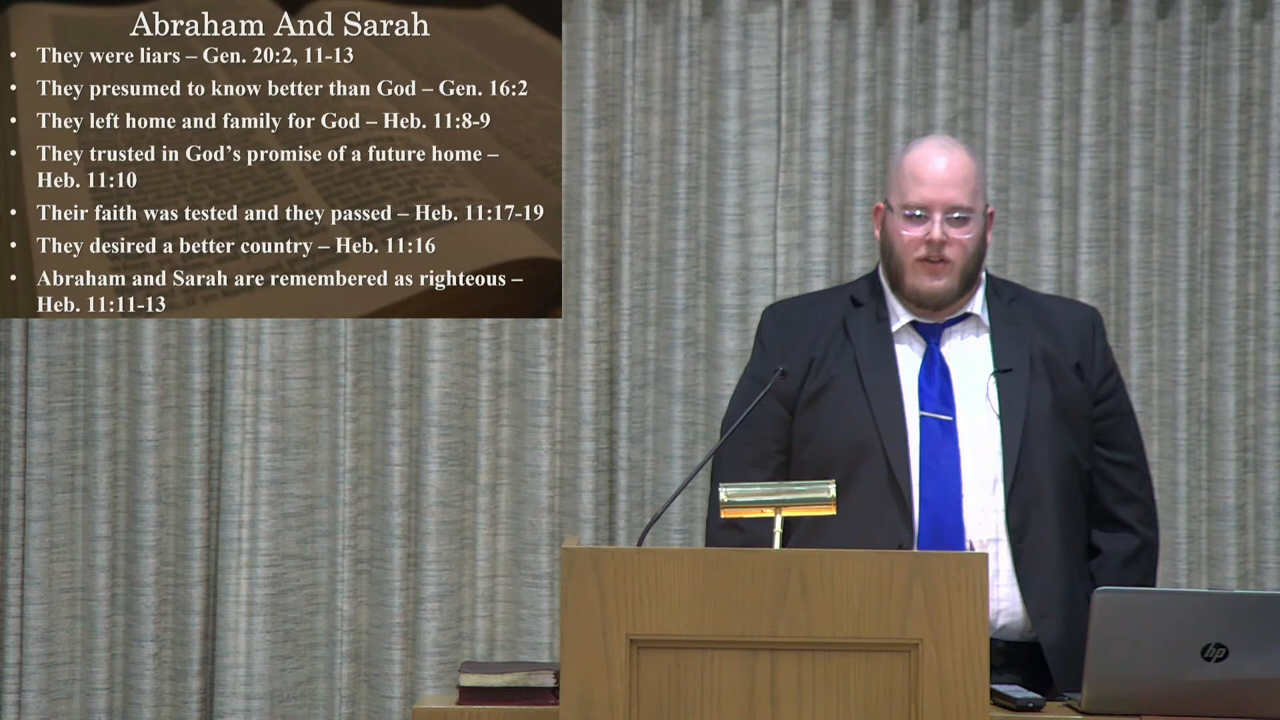 Abraham And Sarah
• They were liars – Gen. 20:2, 11-13
• They presumed to know better than God – Gen. 16:2
• They left home and family for God – Heb. 11:8-9
• They trusted in God's promise of a future home –
Heb. 11:10
• Their faith was tested and they passed – Heb. 11:17-19
• They desired a better country – Heb. 11:16
• Abraham and Sarah are remembered as righteous –
Heb. 11:11-13
hp